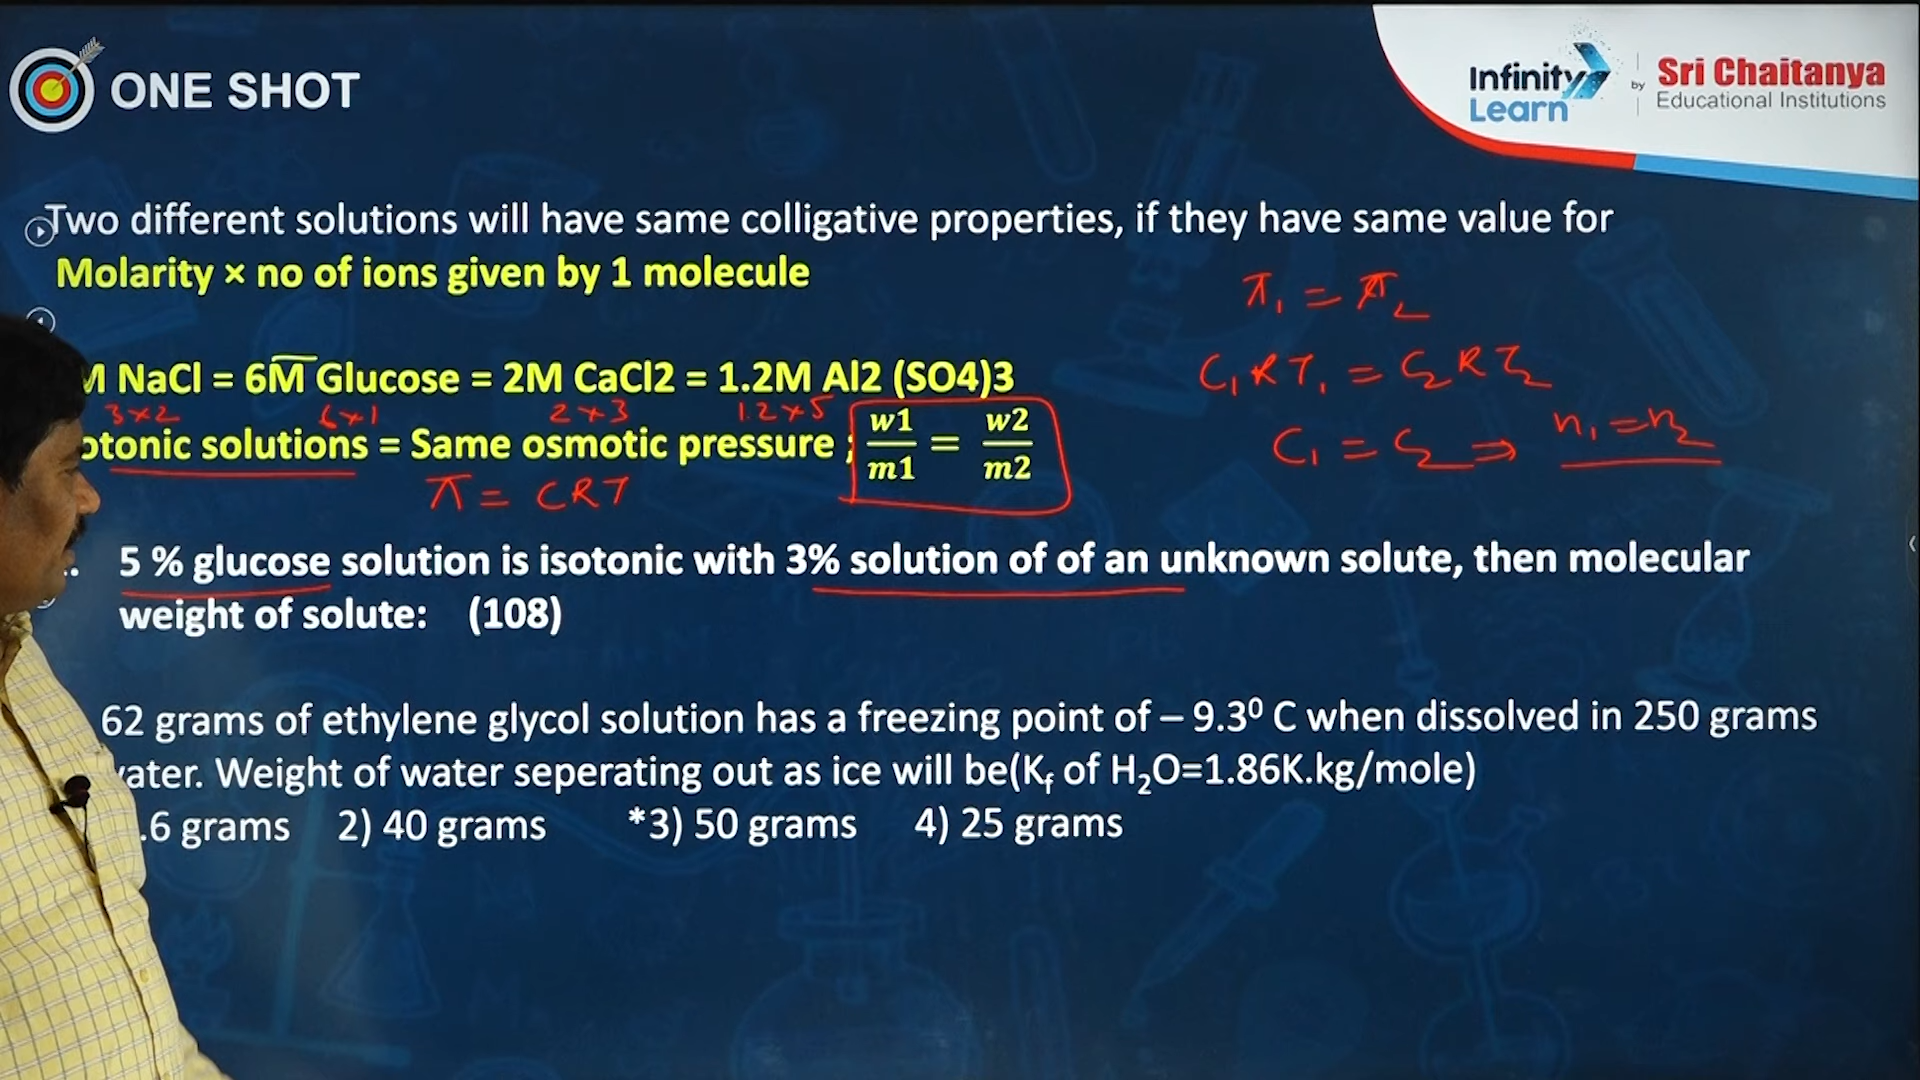 ONE SHOT
Infinity Learn by Sri Chaitanya Educational Institutions
Two different solutions will have same colligative properties, if they have same value for
Molarity × no of ions given by 1 molecule
π₁ = π₂
M NaCl = 6M Glucose = 2M CaCl2 = 1.2M Al2 (SO4)3
C₁RT₁ = C₂RT₂
3×2 6×1 2×3 1.2×5
otonic solutions = Same osmotic pressure ; w1/m1 = w2/m2
C₁ = C₂ ⇒ n₁ = n₂
π = CRT
5 % glucose solution is isotonic with 3% solution of of an unknown solute, then molecular
weight of solute: (108)
62 grams of ethylene glycol solution has a freezing point of – 9.3⁰ C when dissolved in 250 grams
ater. Weight of water seperating out as ice will be(Kf of H₂O=1.86K.kg/mole)
.6 grams 2) 40 grams *3) 50 grams 4) 25 grams